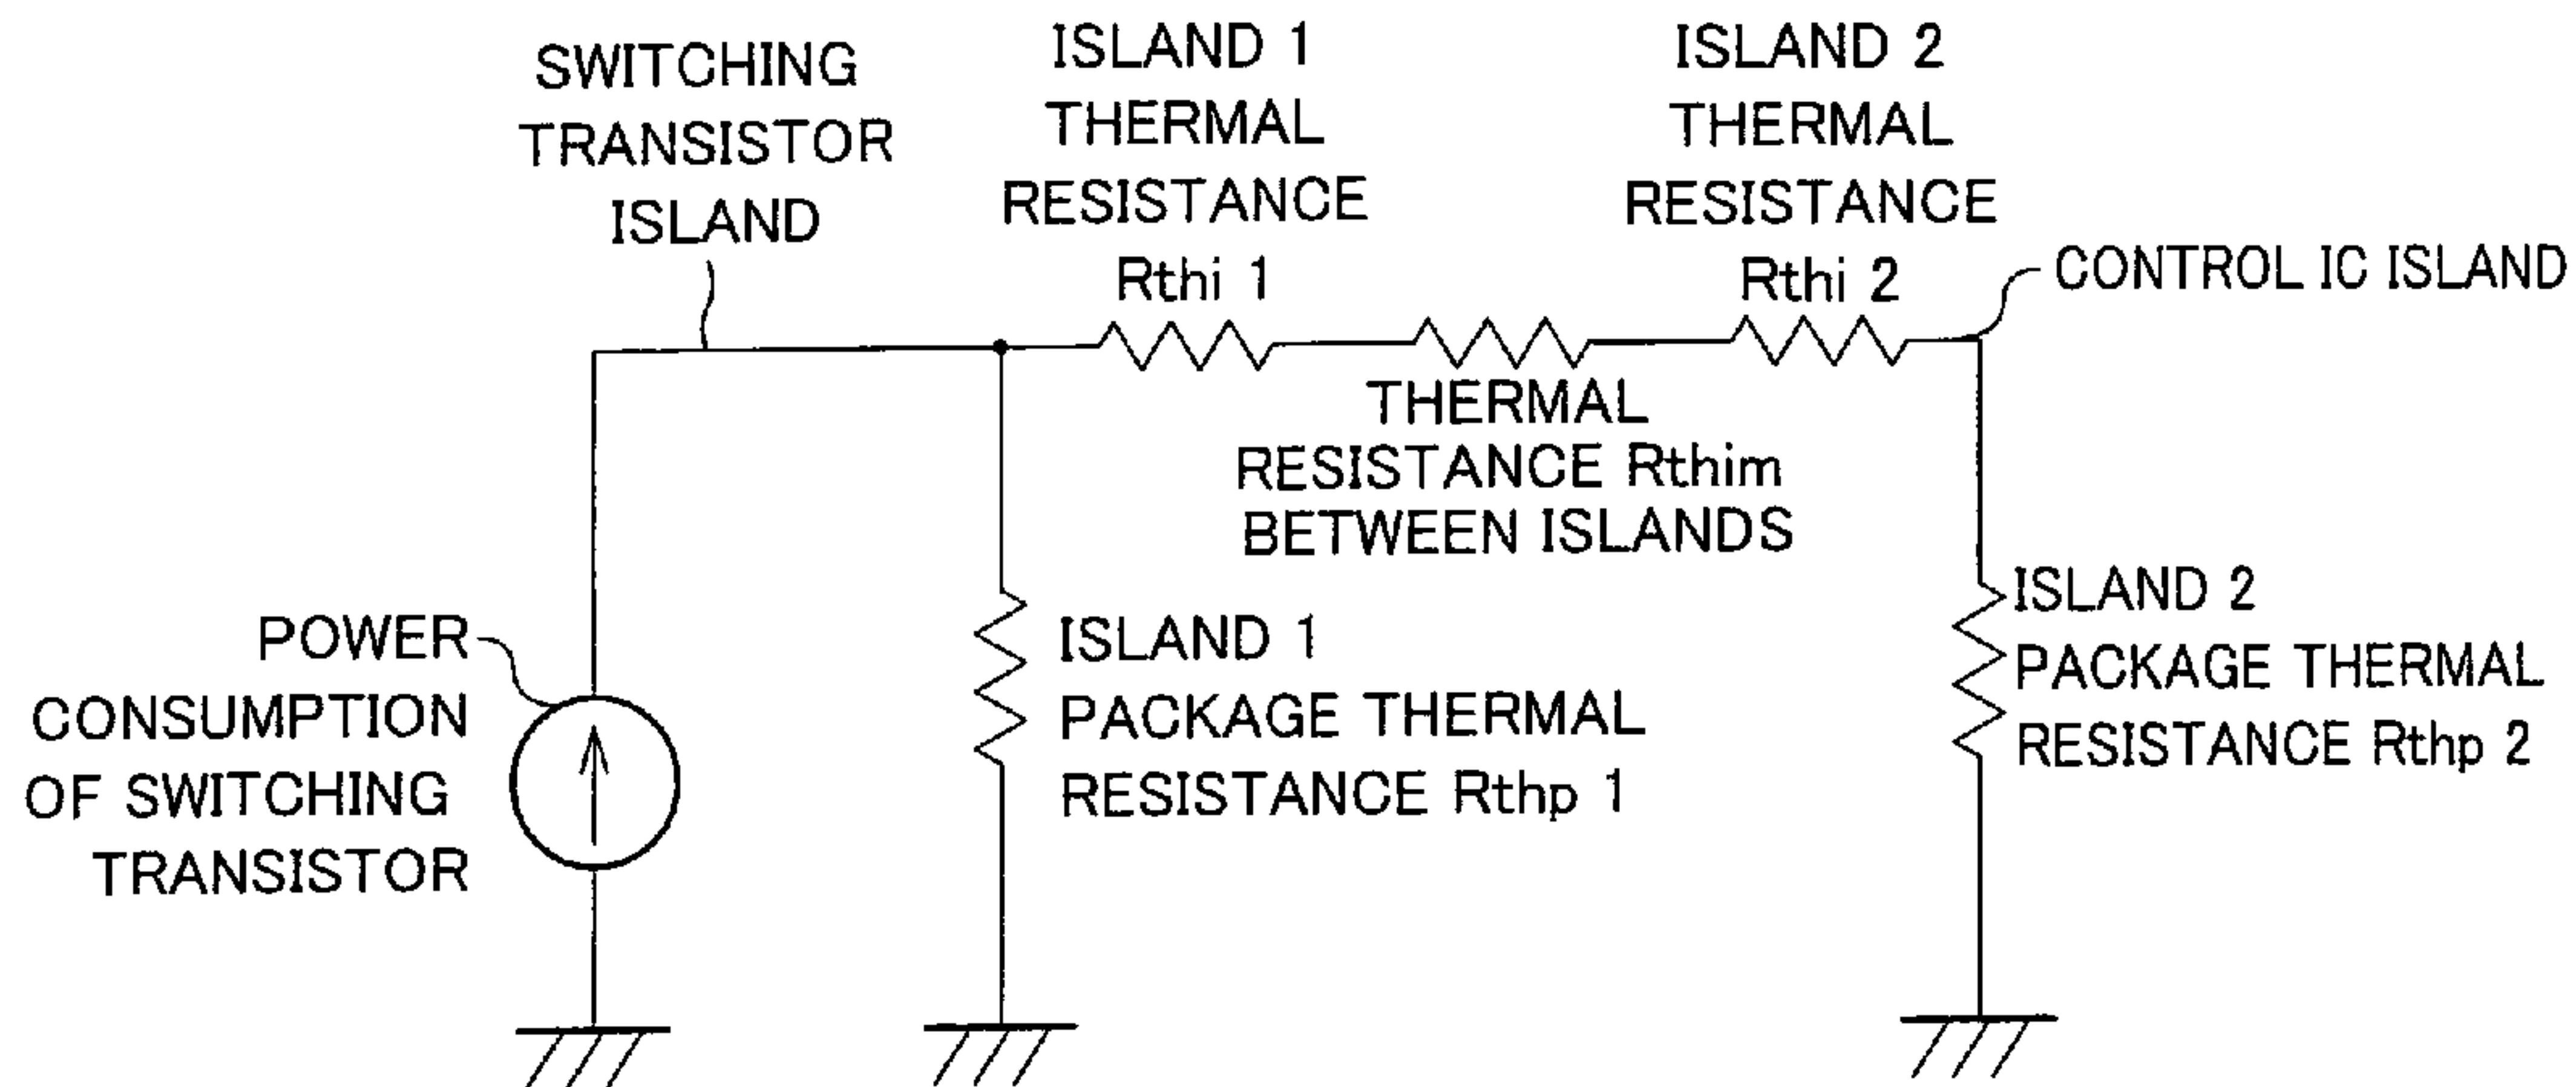 SWITCHING
TRANSISTOR
ISLAND
ISLAND 1
THERMAL
RESISTANCE
Rthi 1
ISLAND 2
THERMAL
RESISTANCE
Rthi 2
CONTROL IC ISLAND
THERMAL
RESISTANCE Rthim
BETWEEN ISLANDS
POWER
CONSUMPTION
OF SWITCHING
TRANSISTOR
ISLAND 1
PACKAGE THERMAL
RESISTANCE Rthp 1
ISLAND 2
PACKAGE THERMAL
RESISTANCE Rthp 2